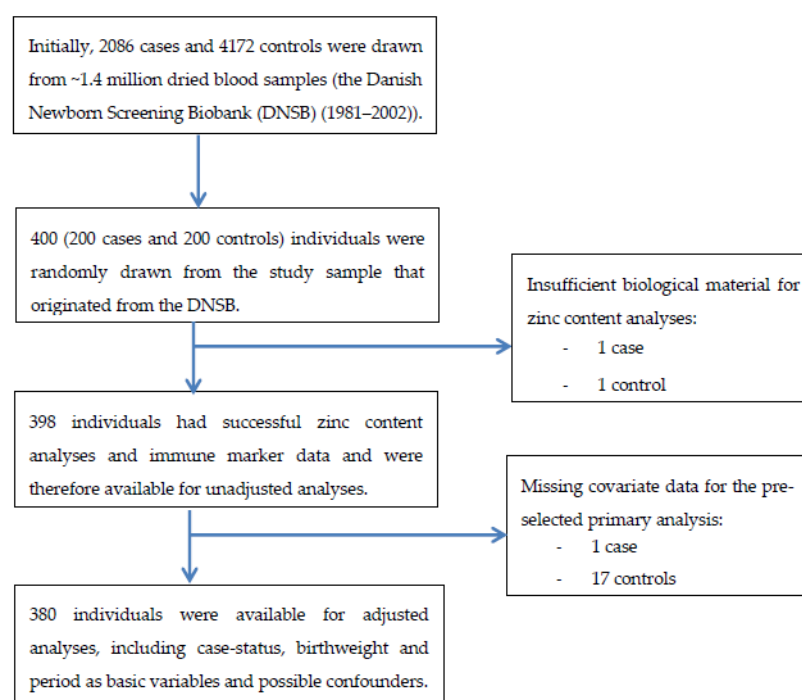 Initially, 2086 cases and 4172 controls were drawn
from ~1.4 million dried blood samples (the Danish
Newborn Screening Biobank (DNSB) (1981–2002)).
400 (200 cases and 200 controls) individuals were
randomly drawn from the study sample that
originated from the DNSB.
Insufficient biological material for
zinc content analyses:
- 1 case
- 1 control
398 individuals had successful zinc content
analyses and immune marker data and were
therefore available for unadjusted analyses.
Missing covariate data for the pre-
selected primary analysis:
- 1 case
- 17 controls
380 individuals were available for adjusted
analyses, including case-status, birthweight and
period as basic variables and possible confounders.